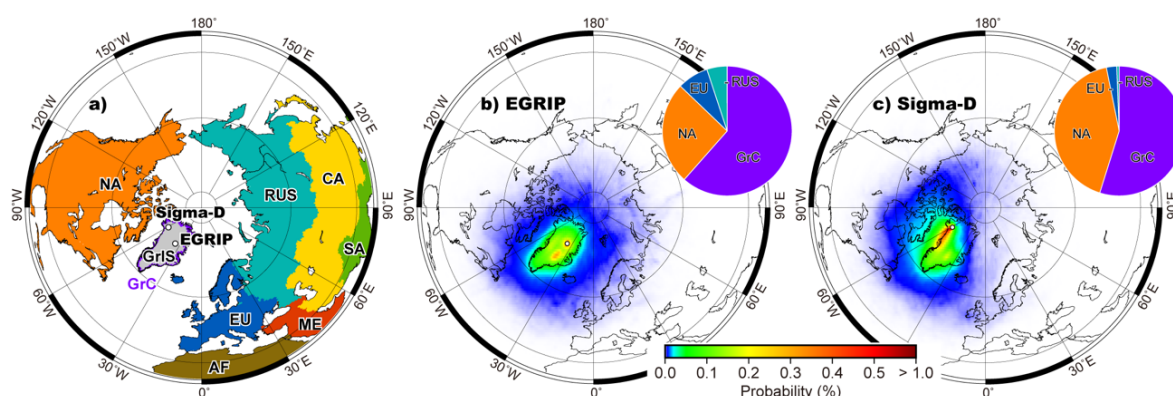 180°
150°E
120°E
90°E
60°E
30°E
0°
30°W
60°W
90°W
120°W
150°W
a)
NA
RUS
CA
SA
Sigma-D
EGRIP
GrIS
GrC
EU
ME
AF
180°
150°E
b) EGRIP
EU
RUS
NA
GrC
90°E
0°
30°W
60°W
90°W
120°W
150°W
180°
150°E
c) Sigma-D
EU
RUS
NA
GrC
90°E
60°E
30°E
0°
60°W
90°W
120°W
150°W
0.0 0.1 0.2 0.3 0.4 0.5 > 1.0
Probability (%)